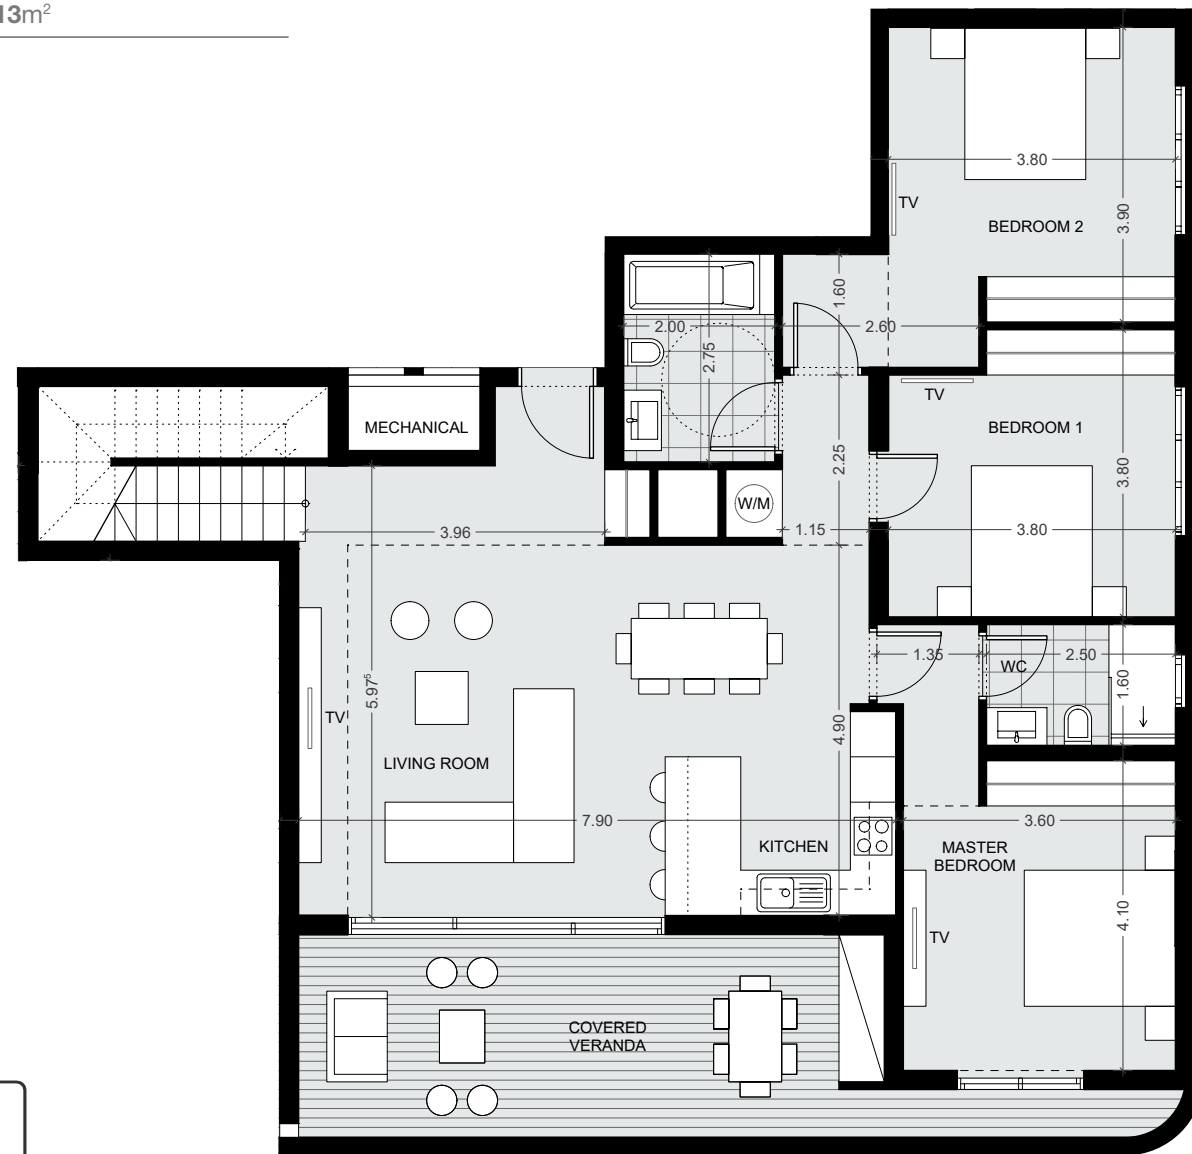 13m²
3.80
TV
3.90
BEDROOM 2
1.60
2.00
2.60
2.75
TV
MECHANICAL
BEDROOM 1
2.25
3.80
W/M
3.96
1.15
3.80
1.35
2.50
WC
1.60
5.97⁵
TV
4.90
LIVING ROOM
7.90
3.60
KITCHEN
MASTER
BEDROOM
4.10
TV
COVERED
VERANDA